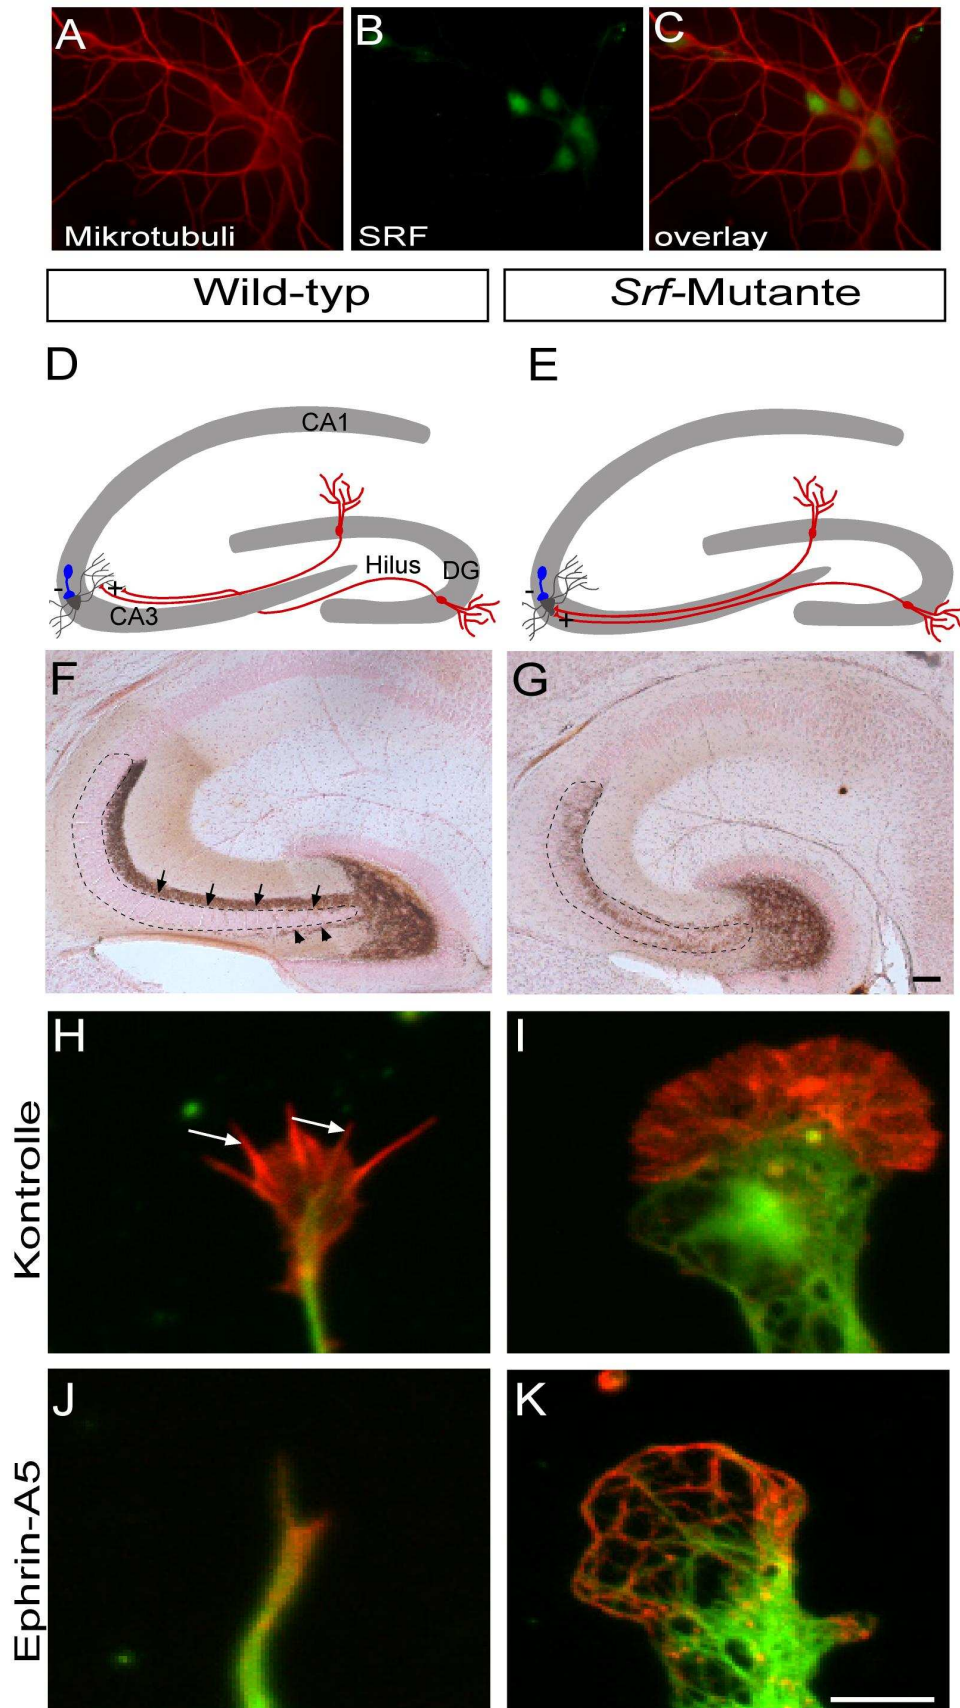 A
B
C
Mikrotubuli
SRF
overlay
Wild-typ
Srf-Mutante
D
E
CA1
Hilus
DG
CA3
-
+
-
+
F
G
Kontrolle
H
I
Ephrin-A5
J
K